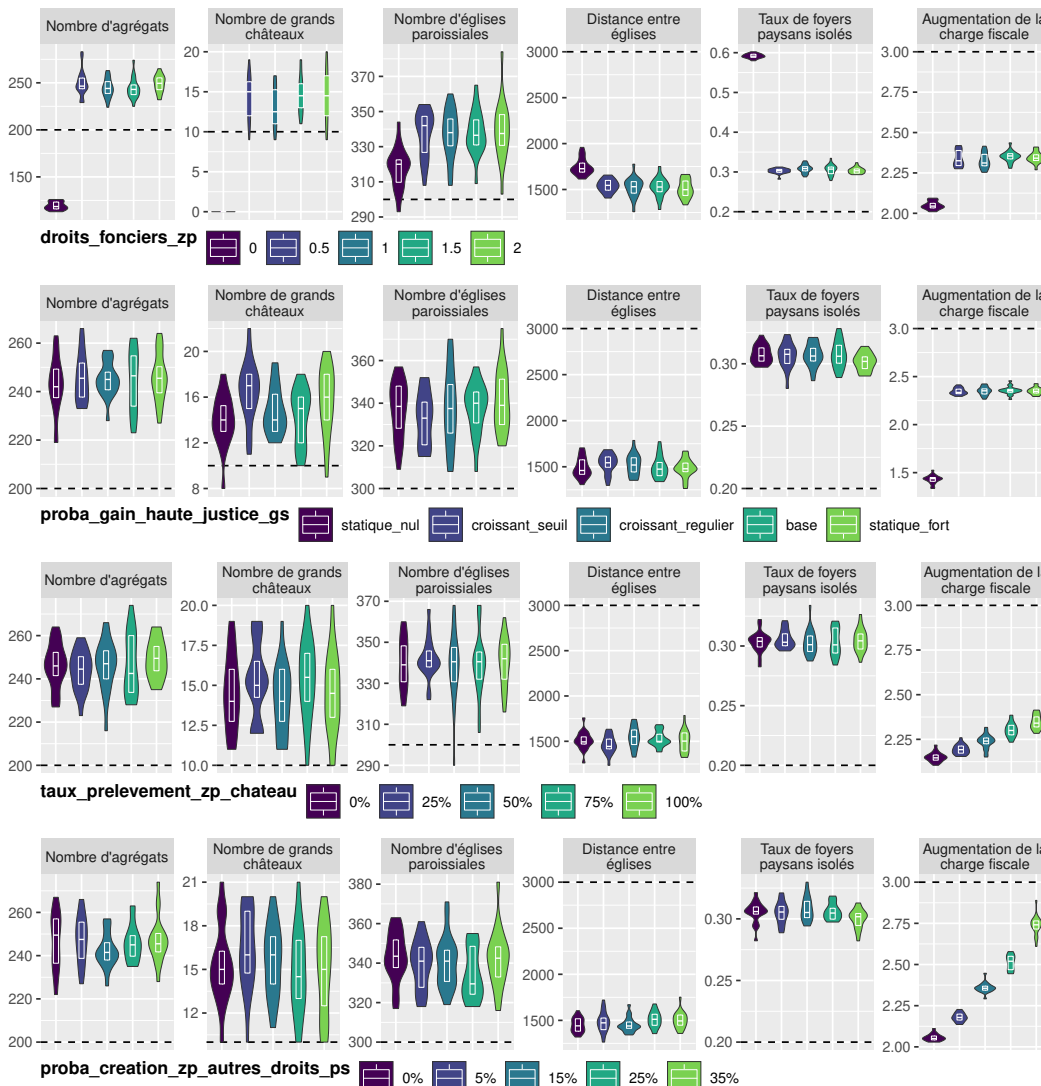 Nombre d'agrégats
Nombre de grands
châteaux
Nombre d'églises
paroissiales
Distance entre
églises
Taux de foyers
paysans isolés
Augmentation de la
charge fiscale
250
200
150
20
15
10
5
0
370
350
330
310
290
3000
2500
2000
1500
0.6
0.5
0.4
0.3
0.2
3.00
2.75
2.50
2.25
2.00
droits_fonciers_zp
0
0.5
1
1.5
2
Nombre d'agrégats
Nombre de grands
châteaux
Nombre d'églises
paroissiales
Distance entre
églises
Taux de foyers
paysans isolés
Augmentation de la
charge fiscale
260
240
220
200
20
16
12
8
360
340
320
300
3000
2500
2000
1500
0.30
0.25
0.20
3.0
2.5
2.0
1.5
proba_gain_haute_justice_gs
statique_nul
croissant_seuil
croissant_regulier
base
statique_fort
Nombre d'agrégats
Nombre de grands
châteaux
Nombre d'églises
paroissiales
Distance entre
églises
Taux de foyers
paysans isolés
Augmentation de la
charge fiscale
260
240
220
200
20.0
17.5
15.0
12.5
10.0
370
350
330
310
290
3000
2500
2000
1500
0.30
0.25
0.20
3.00
2.75
2.50
2.25
taux_prelevement_zp_chateau
0%
25%
50%
75%
100%
Nombre d'agrégats
Nombre de grands
châteaux
Nombre d'églises
paroissiales
Distance entre
églises
Taux de foyers
paysans isolés
Augmentation de la
charge fiscale
260
240
220
200
21
18
15
12
380
360
340
320
300
3000
2500
2000
1500
0.30
0.25
0.20
3.00
2.75
2.50
2.25
2.00
proba_creation_zp_autres_droits_ps
0%
5%
15%
25%
35%